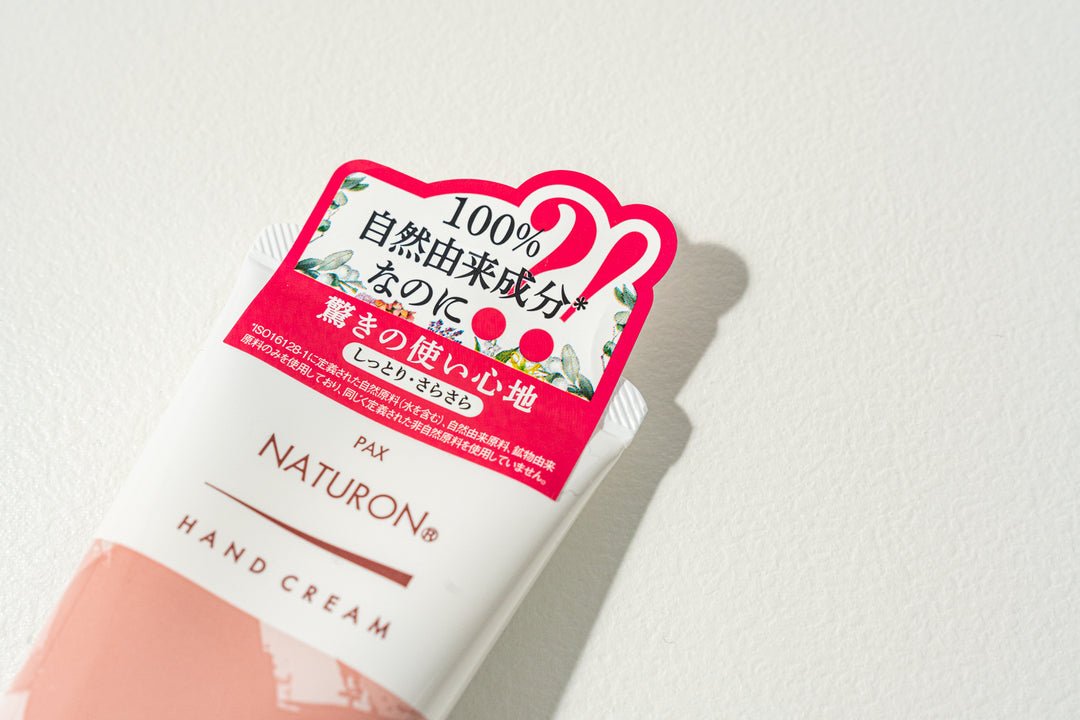 100%
自然由来成分*
なのに⁉
驚きの使い心地
しっとり・さらさら
*ISO16128-1に定義された自然原料(水を含む)、自然由来原料、鉱物由来
原料のみを使用しており、同じく定義された非自然原料を使用していません。
PAX
NATURON®
HAND CREAM